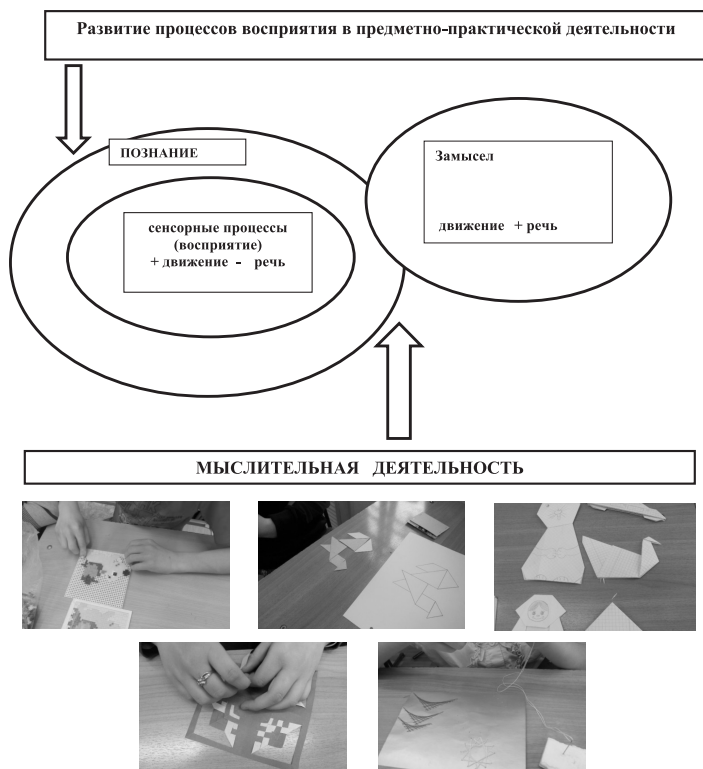 Развитие процессов восприятия в предметно-практической деятельности
ПОЗНАНИЕ
сенсорные процессы
(восприятие)
+ движение - речь
Замысел
движение + речь
МЫСЛИТЕЛЬНАЯ ДЕЯТЕЛЬНОСТЬ